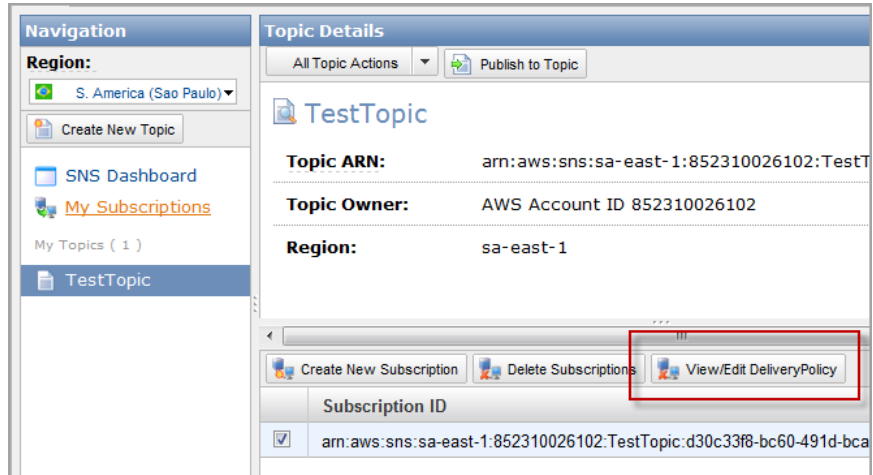 Navigation
Region:
S. America (Sao Paulo)
Create New Topic
SNS Dashboard
My Subscriptions
My Topics ( 1 )
TestTopic
Topic Details
All Topic Actions
Publish to Topic
TestTopic
Topic ARN: arn:aws:sns:sa-east-1:852310026102:TestT
Topic Owner: AWS Account ID 852310026102
Region: sa-east-1
Create New Subscription Delete Subscriptions View/Edit DeliveryPolicy
Subscription ID
arn:aws:sns:sa-east-1:852310026102:TestTopic:d30c33f8-bc60-491d-bca